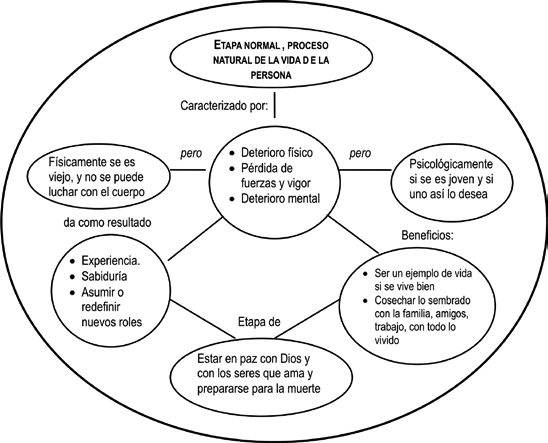 ETAPA NORMAL, PROCESO
NATURAL DE LA VIDA DE LA
PERSONA
Caracterizado por:
pero
pero
Físicamente se es
viejo, y no se puede
luchar con el cuerpo
• Deterioro físico
• Pérdida de
fuerzas y vigor
• Deterioro mental
Psicológicamente
si se es joven y si
uno así lo desea
da como resultado
Beneficios:
• Experiencia.
• Sabiduría
• Asumir o
redefinir
nuevos roles
• Ser un ejemplo de vida
si se vive bien
• Cosechar lo sembrado
con la familia, amigos,
trabajo, con todo lo
vivido
Etapa de
Estar en paz con Dios y
con los seres que ama y
prepararse para la muerte